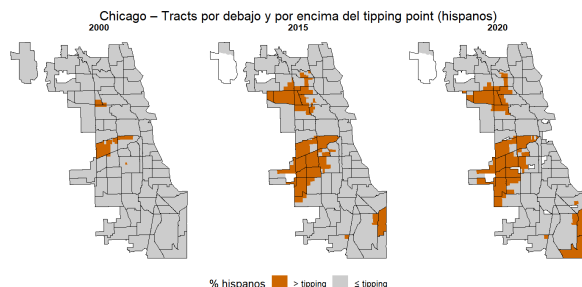 Chicago – Tracts por debajo y por encima del tipping point (hispanos)
2000 2015 2020
% hispanos > tipping ≤ tipping